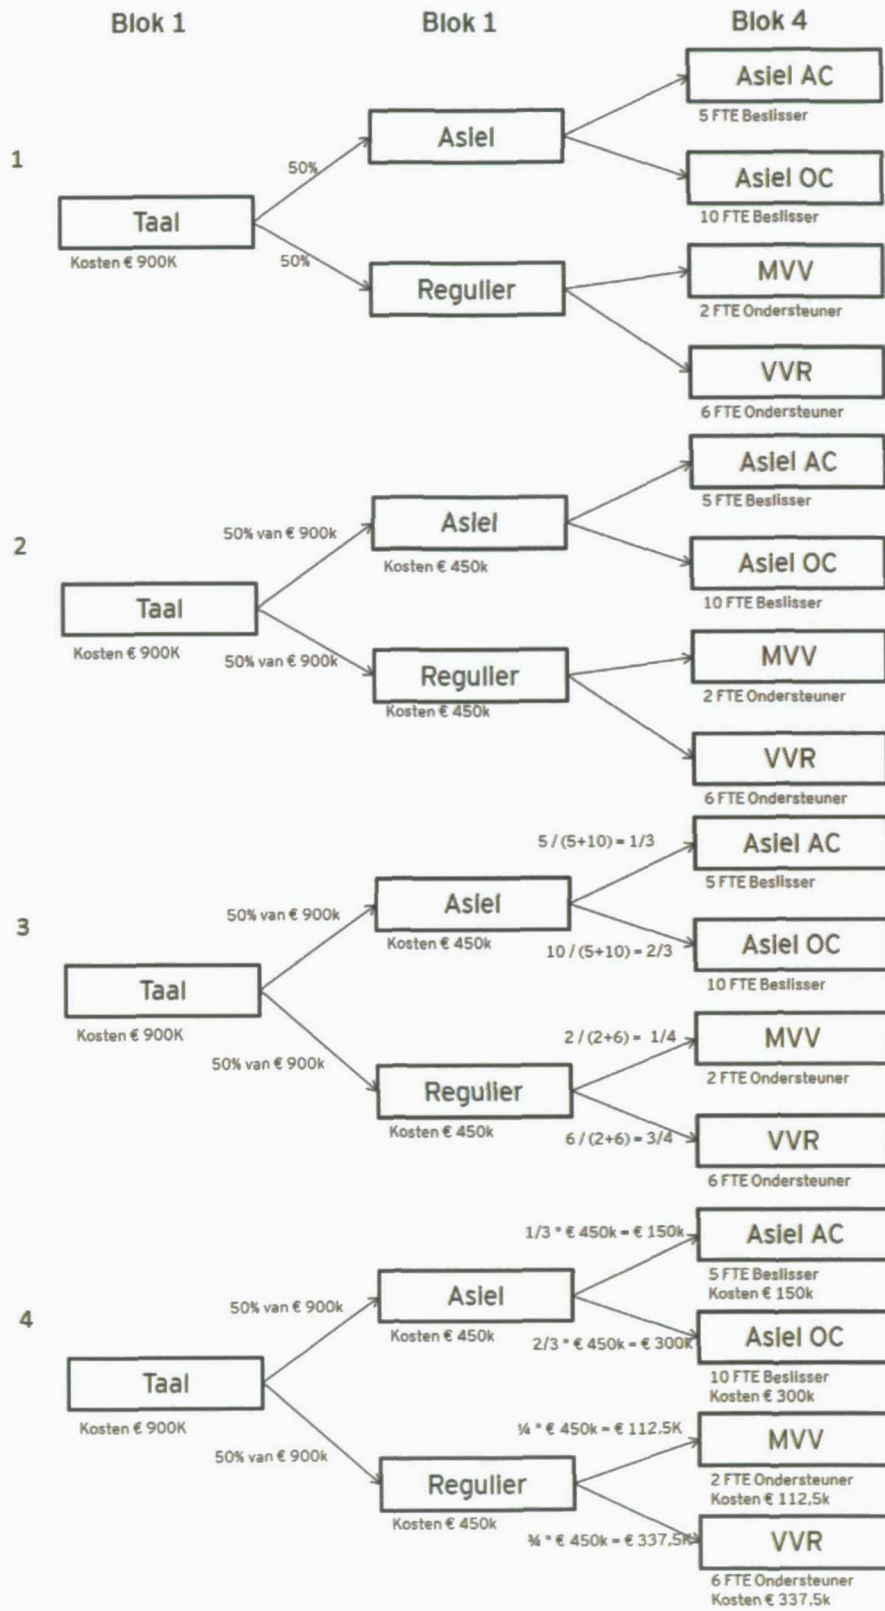 Blok 1
Blok 1
Blok 4
1
Taal
Kosten € 900K
50%
50%
Asiel
Regulier
Asiel AC
5 FTE Beslisser
Asiel OC
10 FTE Beslisser
MVV
2 FTE Ondersteuner
VVR
6 FTE Ondersteuner
2
Taal
Kosten € 900K
50% van € 900k
50% van € 900k
Asiel
Kosten € 450k
Regulier
Kosten € 450k
Asiel AC
5 FTE Beslisser
Asiel OC
10 FTE Beslisser
MVV
2 FTE Ondersteuner
VVR
6 FTE Ondersteuner
3
Taal
Kosten € 900K
50% van € 900k
50% van € 900k
Asiel
Kosten € 450k
Regulier
Kosten € 450k
5 / (5+10) = 1/3
10 / (5+10) = 2/3
2 / (2+6) = 1/4
6 / (2+6) = 3/4
Asiel AC
5 FTE Beslisser
Asiel OC
10 FTE Beslisser
MVV
2 FTE Ondersteuner
VVR
6 FTE Ondersteuner
4
Taal
Kosten € 900K
50% van € 900k
50% van € 900k
Asiel
Kosten € 450k
Regulier
Kosten € 450k
1/3 * € 450k = € 150k
2/3 * € 450k = € 300k
¼ * € 450k = € 112,5K
¾ * € 450k = € 337,5K
Asiel AC
5 FTE Beslisser
Kosten € 150k
Asiel OC
10 FTE Beslisser
Kosten € 300k
MVV
2 FTE Ondersteuner
Kosten € 112,5k
VVR
6 FTE Ondersteuner
Kosten € 337,5k